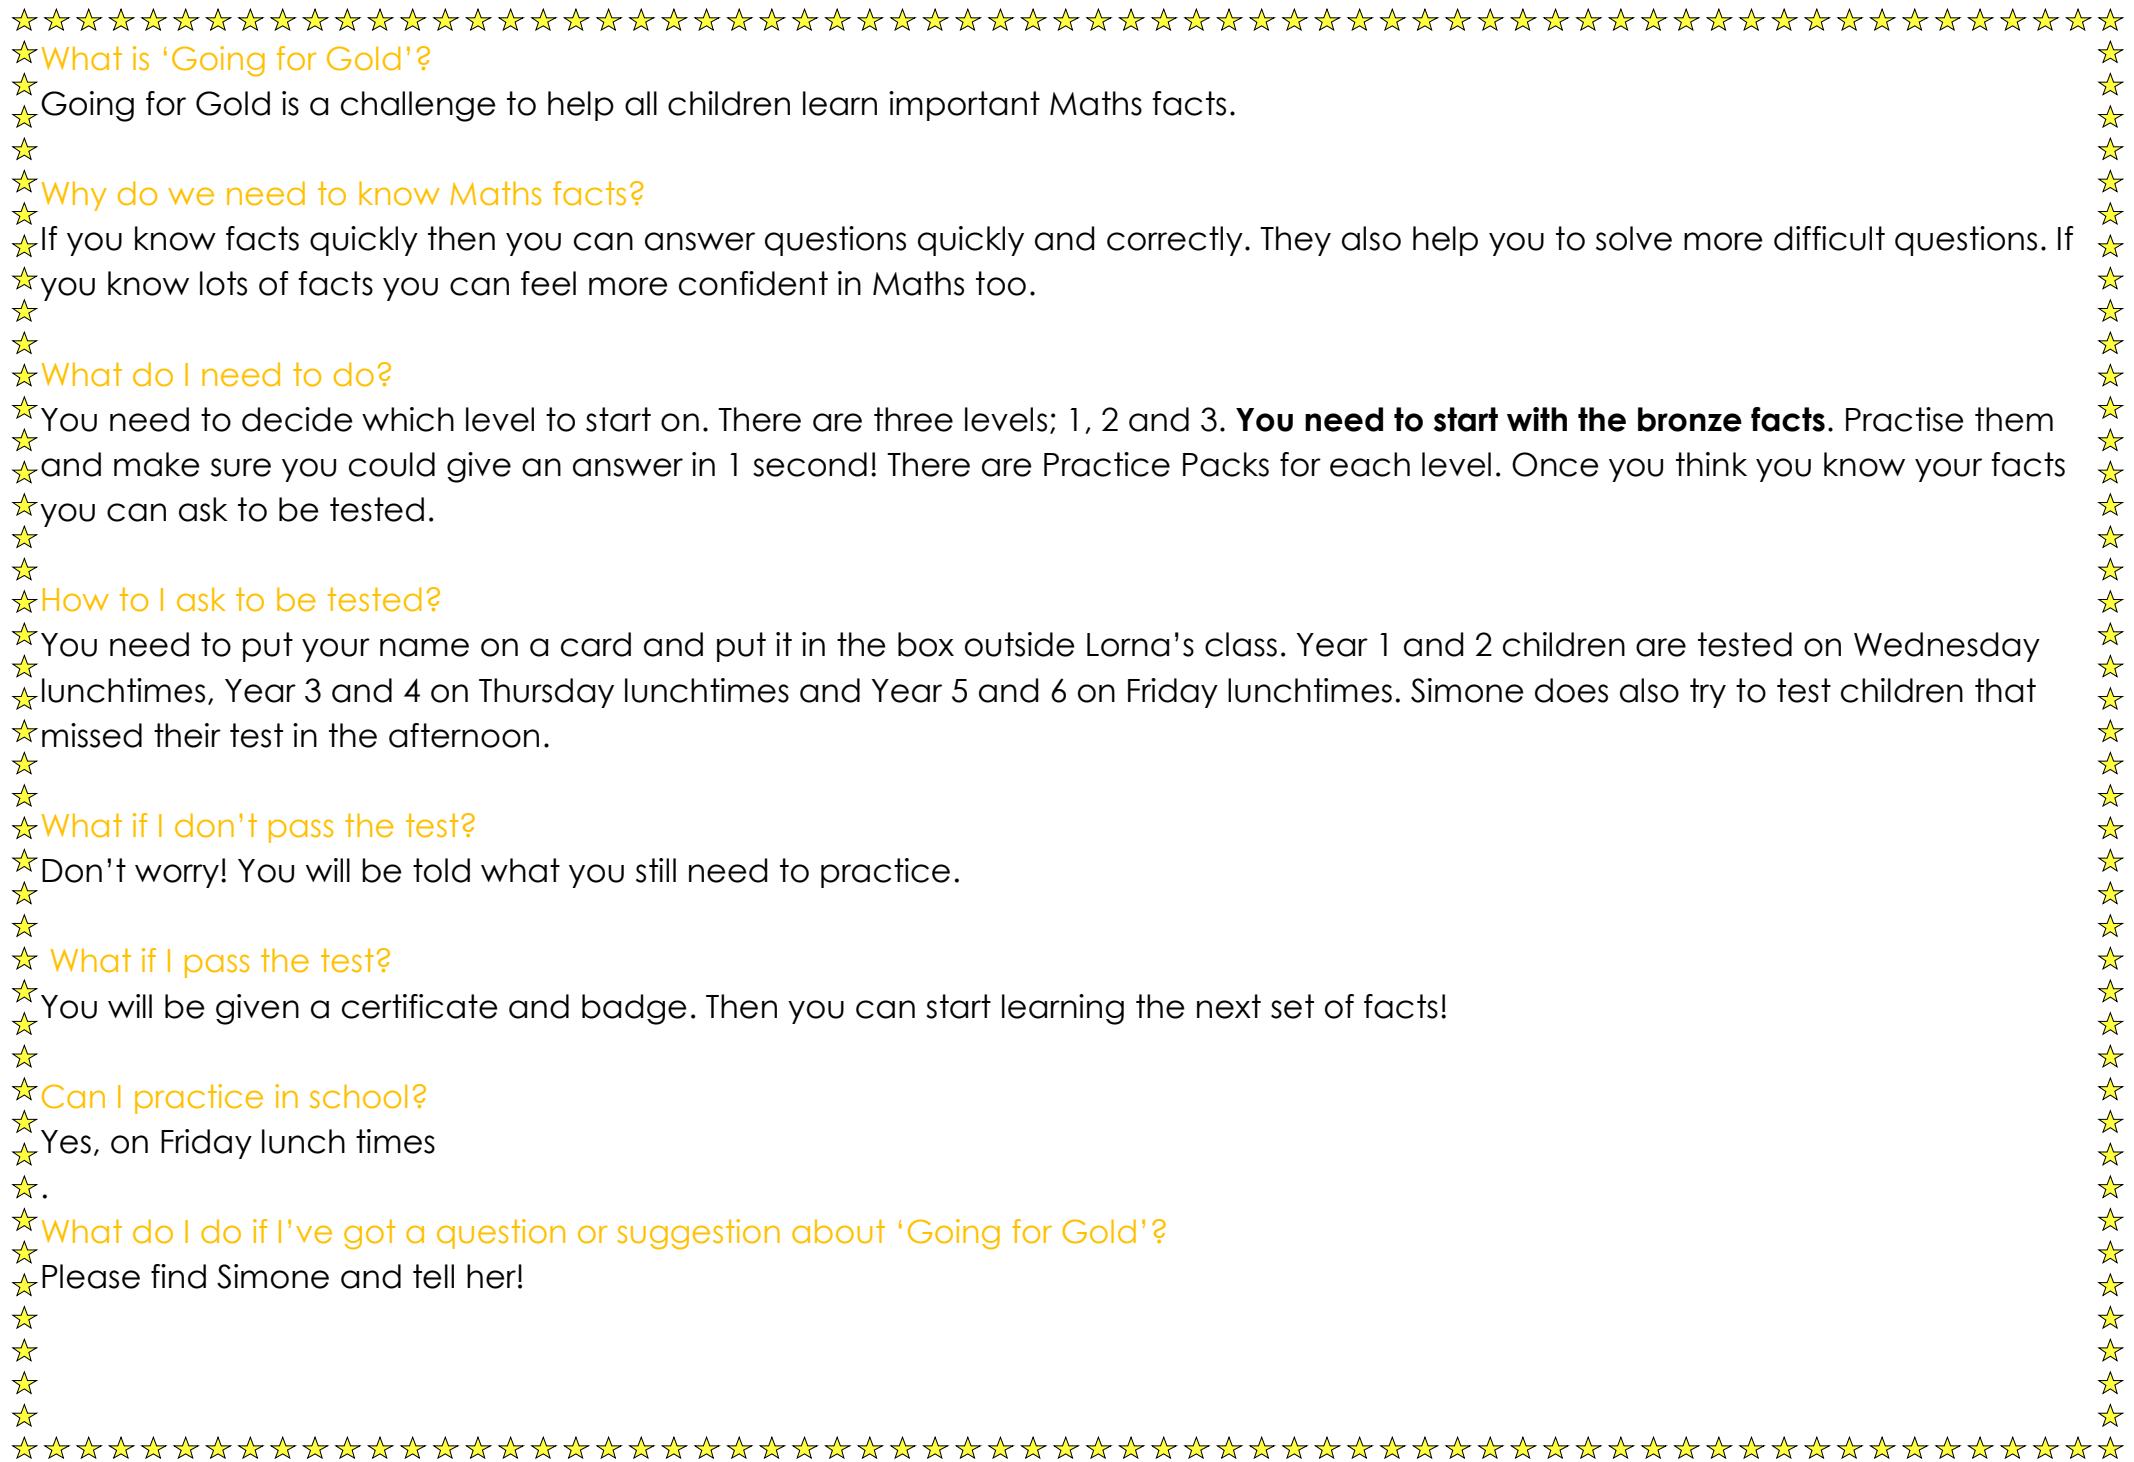 What is ‘Going for Gold’?
Going for Gold is a challenge to help all children learn important Maths facts.
Why do we need to know Maths facts?
If you know facts quickly then you can answer questions quickly and correctly. They also help you to solve more difficult questions. If
you know lots of facts you can feel more confident in Maths too.
What do I need to do?
You need to decide which level to start on. There are three levels; 1, 2 and 3. You need to start with the bronze facts. Practise them
and make sure you could give an answer in 1 second! There are Practice Packs for each level. Once you think you know your facts
you can ask to be tested.
How to I ask to be tested?
You need to put your name on a card and put it in the box outside Lorna’s class. Year 1 and 2 children are tested on Wednesday
lunchtimes, Year 3 and 4 on Thursday lunchtimes and Year 5 and 6 on Friday lunchtimes. Simone does also try to test children that
missed their test in the afternoon.
What if I don’t pass the test?
Don’t worry! You will be told what you still need to practice.
What if I pass the test?
You will be given a certificate and badge. Then you can start learning the next set of facts!
Can I practice in school?
Yes, on Friday lunch times
.
What do I do if I’ve got a question or suggestion about ‘Going for Gold’?
Please find Simone and tell her!